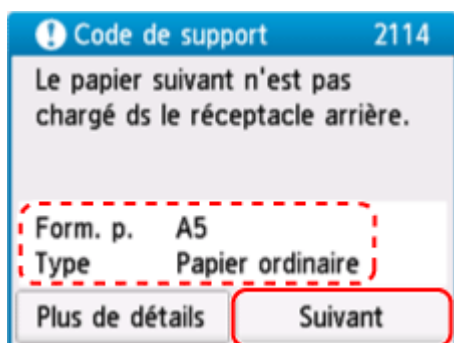 Code de support 2114
Le papier suivant n'est pas
chargé ds le réceptacle arrière.
Form. p. A5
Type Papier ordinaire
Plus de détails Suivant